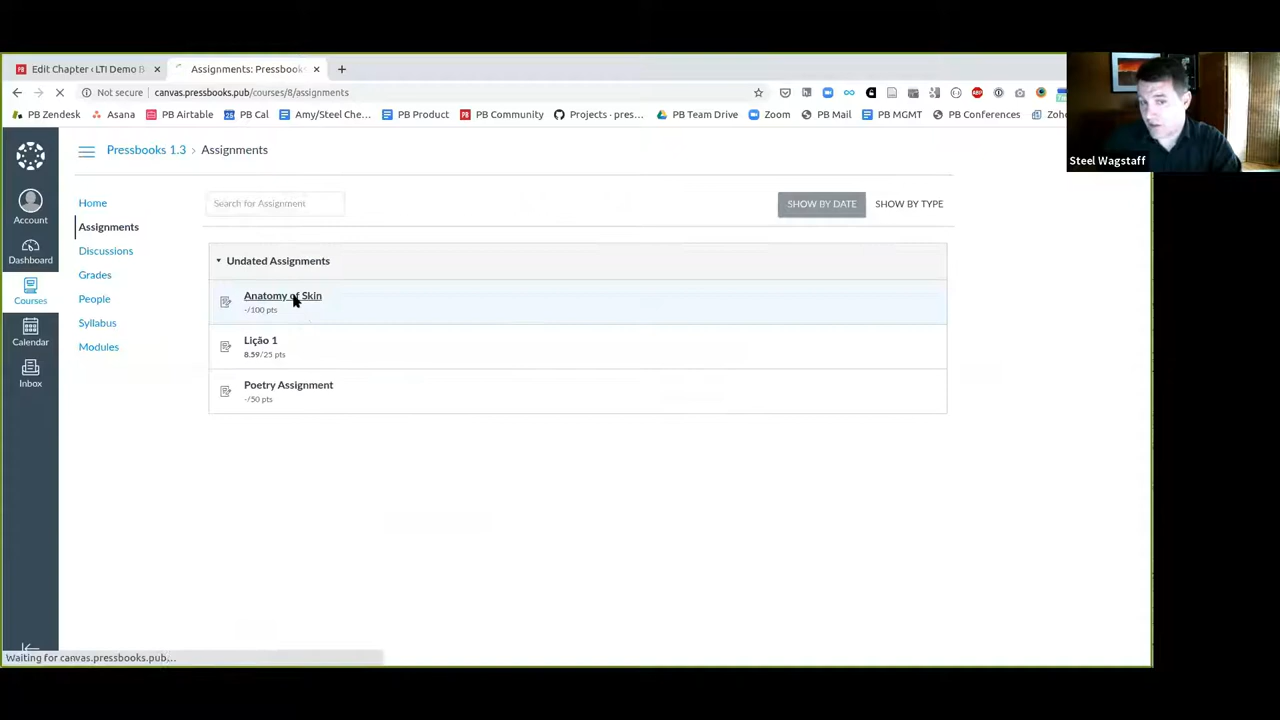 Edit Chapter ‹ LTI Demo B
Assignments: Pressbooks
Not secure
canvas.pressbooks.pub/courses/8/assignments
PB Zendesk
Asana
PB Airtable
PB Cal
Amy/Steel Che...
PB Product
PB Community
Projects · pres...
PB Team Drive
Zoom
PB Mail
PB MGMT
PB Conferences
Zoho
Steel Wagstaff
Pressbooks 1.3 › Assignments
Account
Dashboard
Courses
Calendar
Inbox
Home
Assignments
Discussions
Grades
People
Syllabus
Modules
Search for Assignment
SHOW BY DATE
SHOW BY TYPE
Undated Assignments
Anatomy of Skin
-/100 pts
Lição 1
8.59/25 pts
Poetry Assignment
-/50 pts
Waiting for canvas.pressbooks.pub...